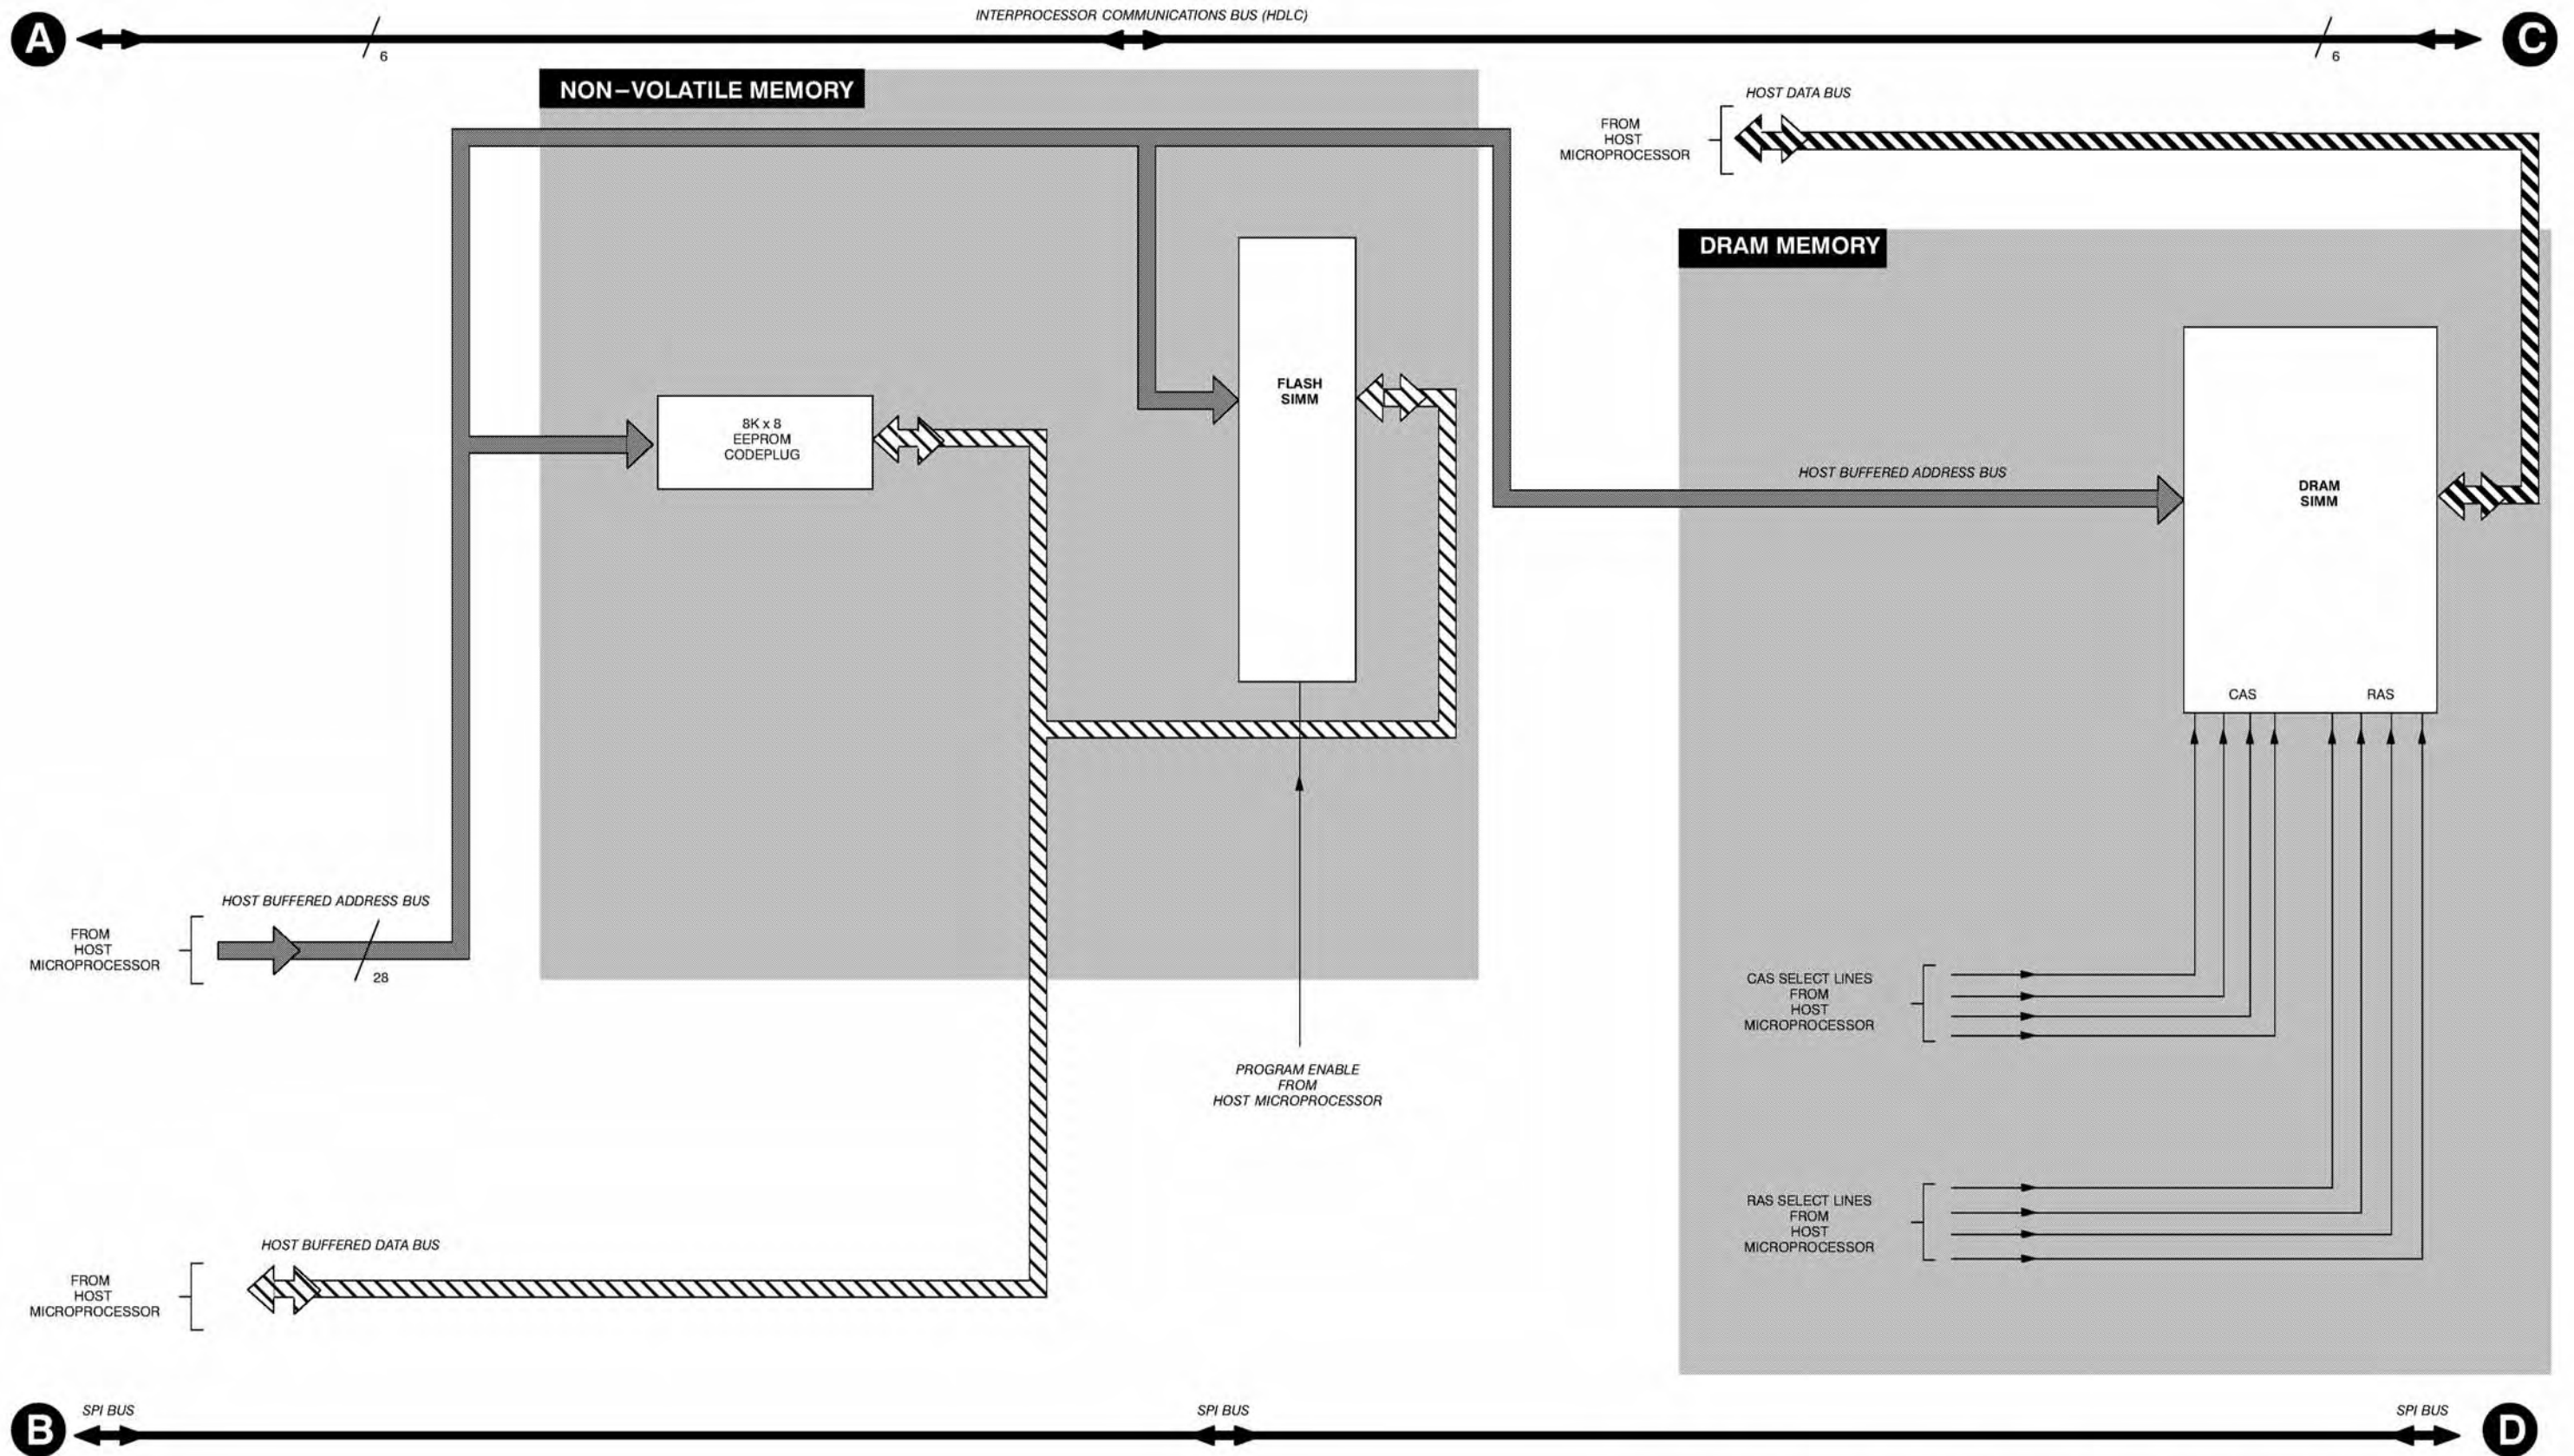 INTERPROCESSOR COMMUNICATIONS BUS (HDLC)
A
C
6
6
NON–VOLATILE MEMORY
HOST DATA BUS
FROM
HOST
MICROPROCESSOR
DRAM MEMORY
FLASH
SIMM
8K x 8
EEPROM
CODEPLUG
HOST BUFFERED ADDRESS BUS
DRAM
SIMM
CAS
RAS
HOST BUFFERED ADDRESS BUS
FROM
HOST
MICROPROCESSOR
28
CAS SELECT LINES
FROM
HOST
MICROPROCESSOR
PROGRAM ENABLE
FROM
HOST MICROPROCESSOR
RAS SELECT LINES
FROM
HOST
MICROPROCESSOR
HOST BUFFERED DATA BUS
FROM
HOST
MICROPROCESSOR
B
SPI BUS
SPI BUS
SPI BUS
D